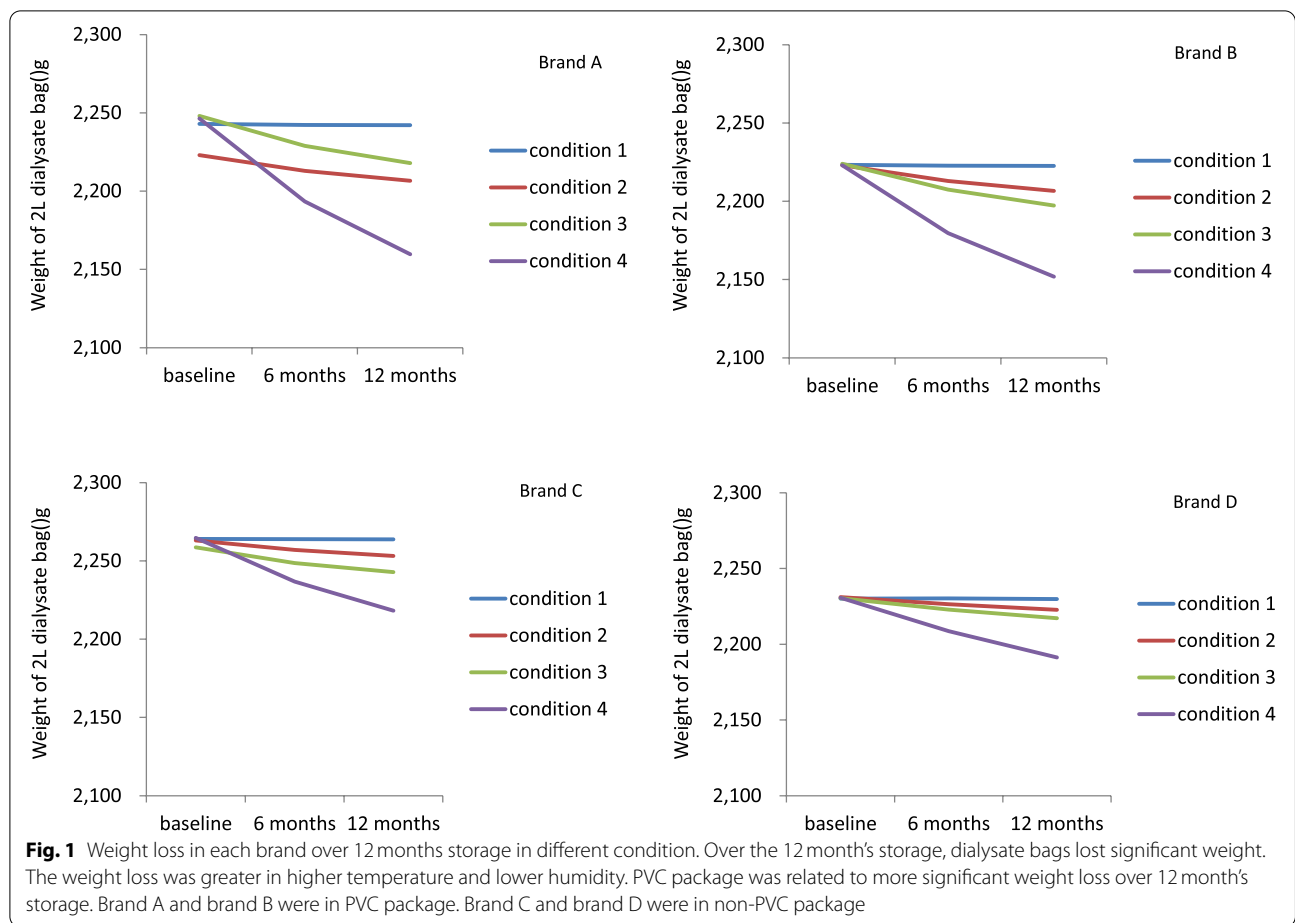 Brand A
Weight of 2L dialysate bag()g
2,300
2,250
2,200
2,150
2,100
baseline 6 months 12 months
condition 1
condition 2
condition 3
condition 4
Brand B
Weight of 2L dialysate bag()g
2,300
2,250
2,200
2,150
2,100
baseline 6 months 12 months
condition 1
condition 2
condition 3
condition 4
Brand C
Weight of 2L dialysate bag()g
2,300
2,250
2,200
2,150
2,100
baseline 6 months 12 months
condition 1
condition 2
condition 3
condition 4
Brand D
Weight of 2L dialysate bag()g
2,300
2,250
2,200
2,150
2,100
baseline 6 months 12 months
condition 1
condition 2
condition 3
condition 4
Fig. 1 Weight loss in each brand over 12 months storage in different condition. Over the 12 month’s storage, dialysate bags lost significant weight.
The weight loss was greater in higher temperature and lower humidity. PVC package was related to more significant weight loss over 12 month’s
storage. Brand A and brand B were in PVC package. Brand C and brand D were in non-PVC package